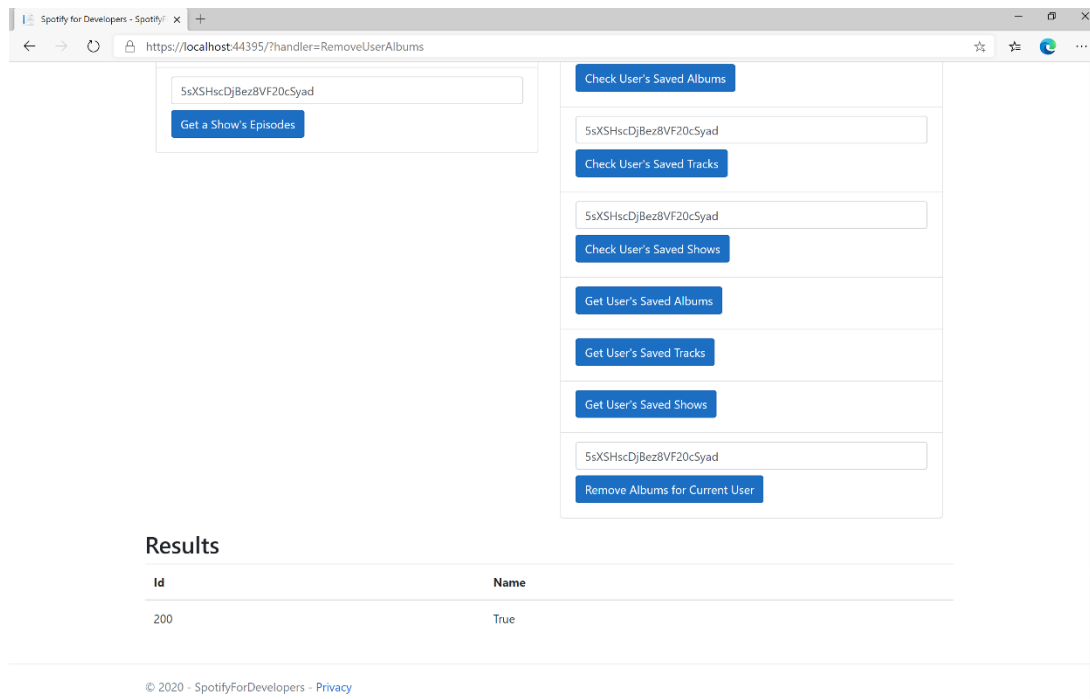 Spotify for Developers - Spotify
https://localhost:44395/?handler=RemoveUserAlbums
5sXSHscDjBez8VF20cSyad
Get a Show's Episodes
Check User's Saved Albums
5sXSHscDjBez8VF20cSyad
Check User's Saved Tracks
5sXSHscDjBez8VF20cSyad
Check User's Saved Shows
Get User's Saved Albums
Get User's Saved Tracks
Get User's Saved Shows
5sXSHscDjBez8VF20cSyad
Remove Albums for Current User
Results
Id Name
200 True
© 2020 - SpotifyForDevelopers - Privacy